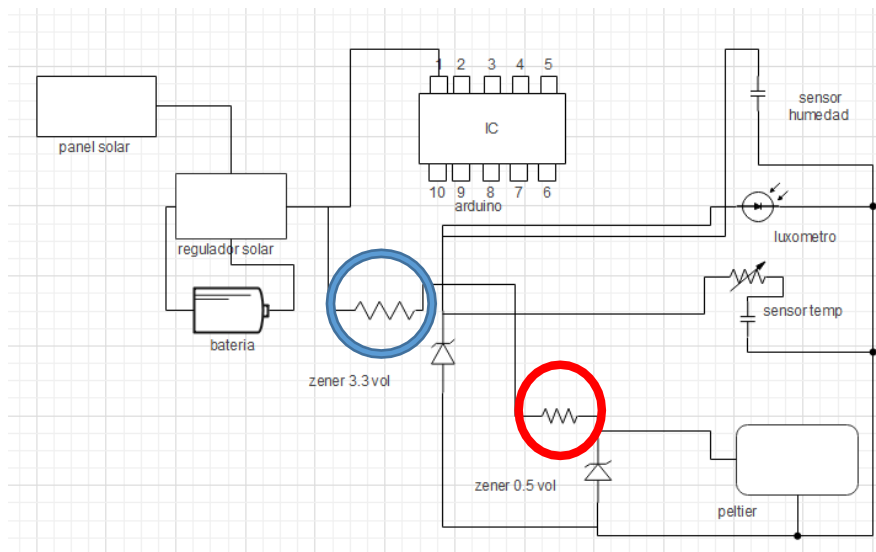 1 2 3 4 5
sensor
humedad
IC
panel solar
10 9 8 7 6
arduino
luxometro
regulador solar
sensor temp
bateria
zener 3.3 vol
zener 0.5 vol
peltier